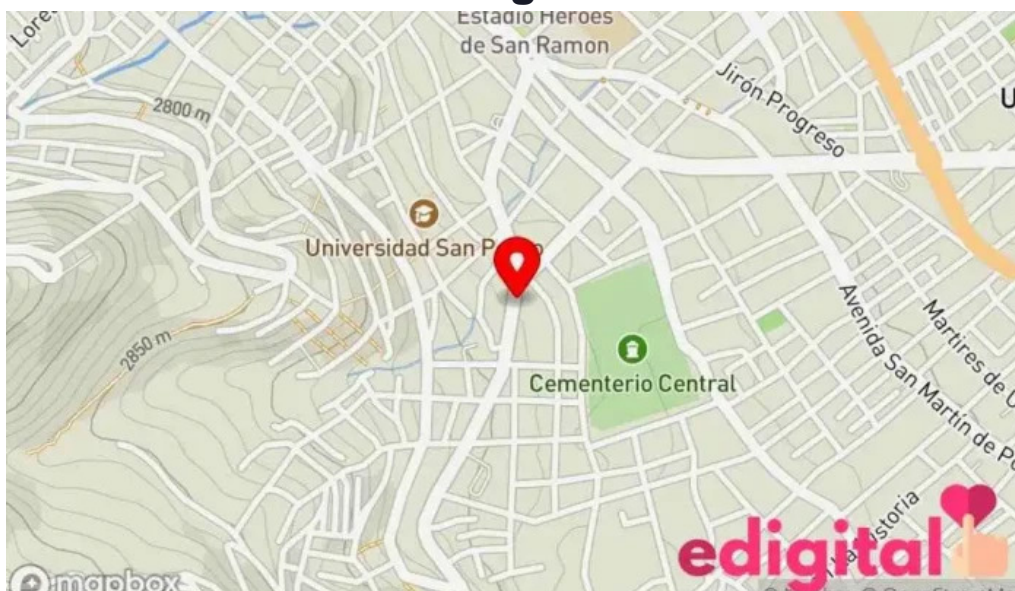 Estadio Heroes
de San Ramon
Jirón Progreso
2800 m
U
Universidad San P
2850 m
Cementerio Central
Avenida San Martín de Po
Martires de U
edigital
mapbox